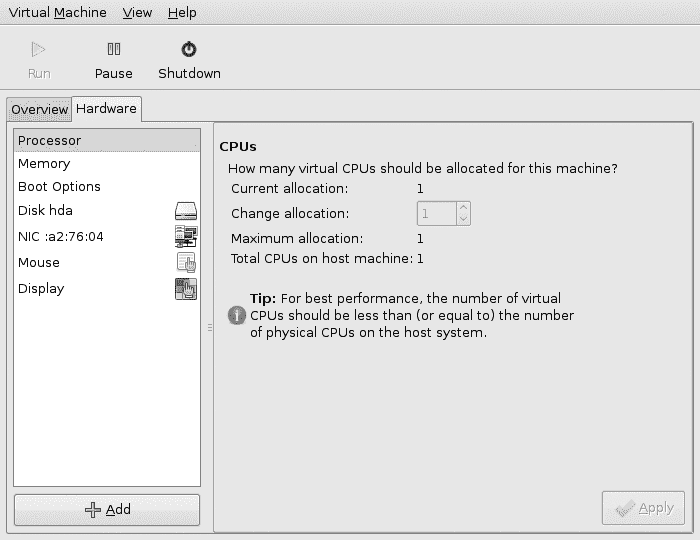 Virtual Machine View Help
Run Pause Shutdown
Overview Hardware
Processor
Memory
Boot Options
Disk hda
NIC :a2:76:04
Mouse
Display
Add
CPUs
How many virtual CPUs should be allocated for this machine?
Current allocation: 1
Change allocation: 1
Maximum allocation: 1
Total CPUs on host machine: 1
Tip: For best performance, the number of virtual
CPUs should be less than (or equal to) the number
of physical CPUs on the host system.
Apply